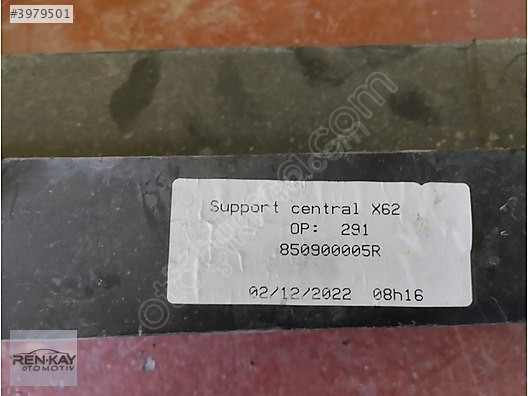 #3979501
Support central X62
OP: 291
850900005R
02/12/2022 08h16
REN-KAY
OTOMOTİV